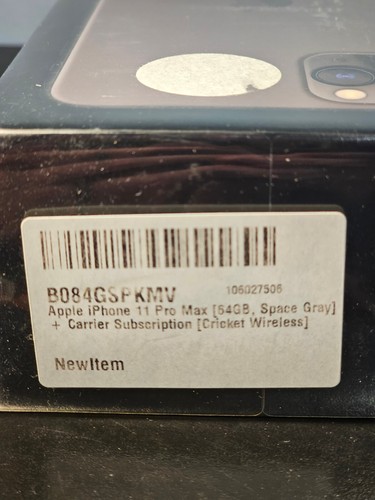 B084GSPKMV 106027506
Apple iPhone 11 Pro Max [64GB, Space Gray]
+ Carrier Subscription [Cricket Wireless]
NewItem